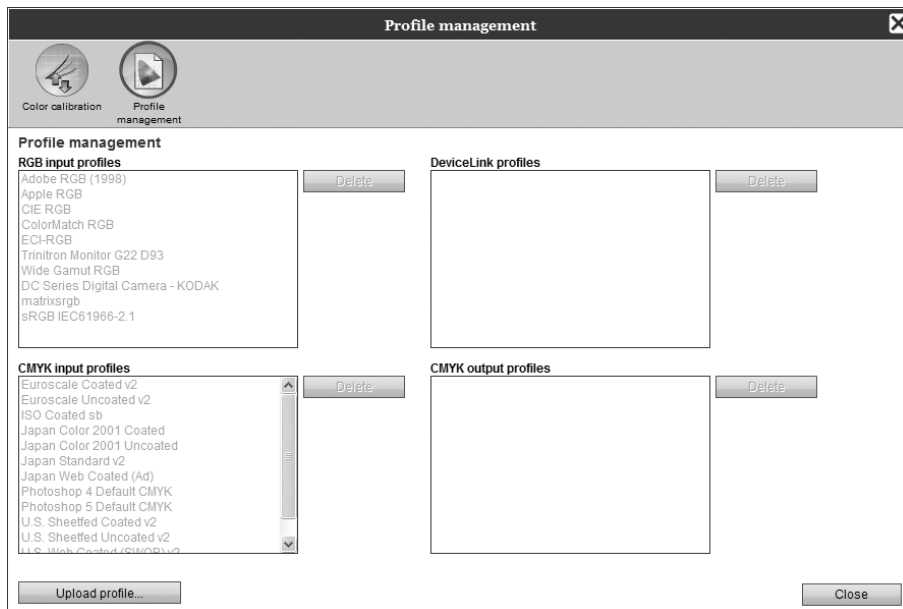 Profile management
Color calibration
Profile
management
Profile management
RGB input profiles
Adobe RGB (1998)
Apple RGB
CIE RGB
ColorMatch RGB
ECI-RGB
Trinitron Monitor G22 D93
Wide Gamut RGB
DC Series Digital Camera - KODAK
matrixsrgb
sRGB IEC61966-2.1
Delete
DeviceLink profiles
Delete
CMYK input profiles
Euroscale Coated v2
Euroscale Uncoated v2
ISO Coated sb
Japan Color 2001 Coated
Japan Color 2001 Uncoated
Japan Standard v2
Japan Web Coated (Ad)
Photoshop 4 Default CMYK
Photoshop 5 Default CMYK
U.S. Sheetfed Coated v2
U.S. Sheetfed Uncoated v2
U.S. Web Coated (SWOP) v2
Delete
CMYK output profiles
Delete
Upload profile...
Close